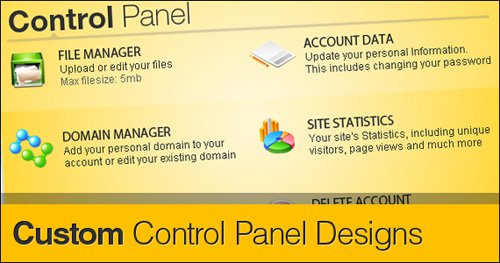 Control Panel
FILE MANAGER
Upload or edit your files
Max filesize: 5mb
ACCOUNT DATA
Update your personal Information.
This includes changing your password
DOMAIN MANAGER
Add your personal domain to your
account or edit your existing domain
SITE STATISTICS
Your site's Statistics, including unique
visitors, page views and much more
DELETE ACCOUNT
Custom Control Panel Designs